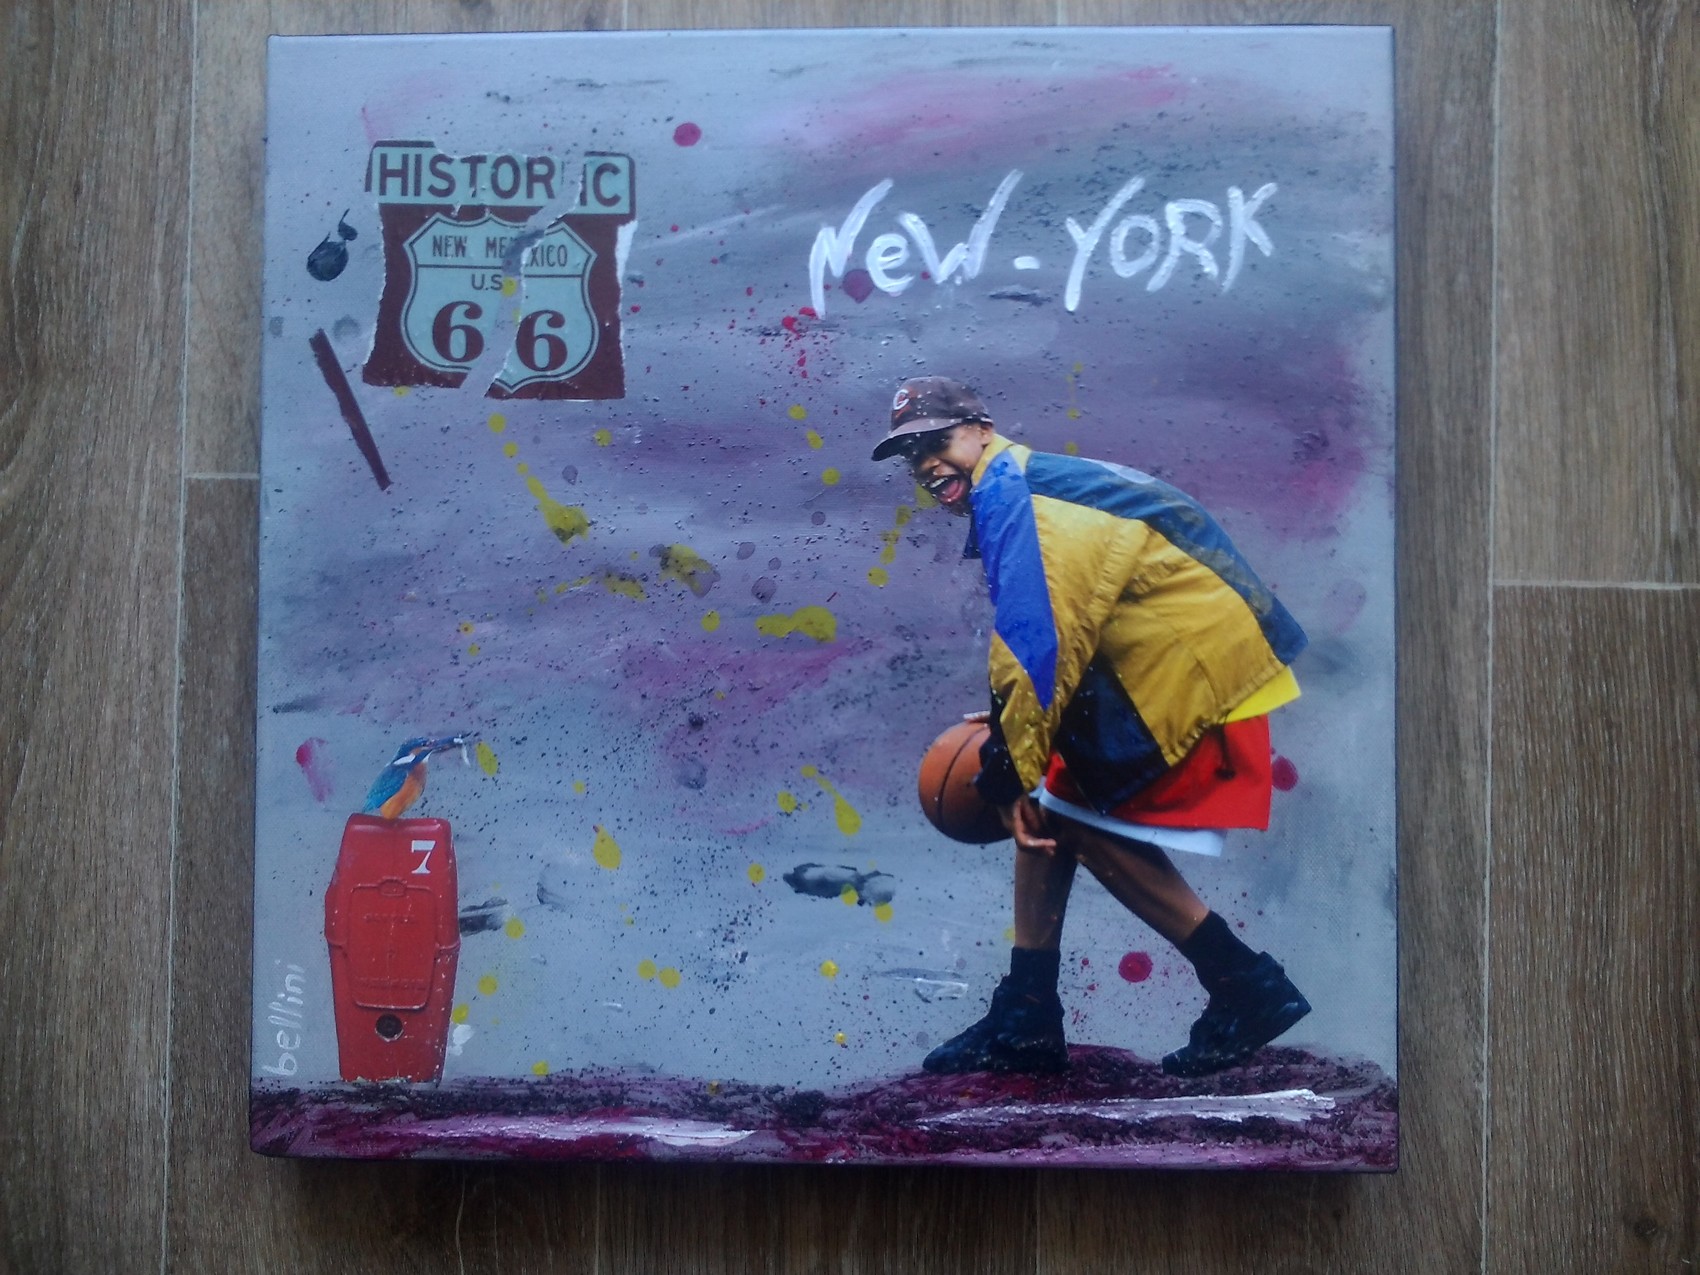 HISTORIC
NEW MEXICO
U.S.
66
NeW-YORK
C
7
bellini